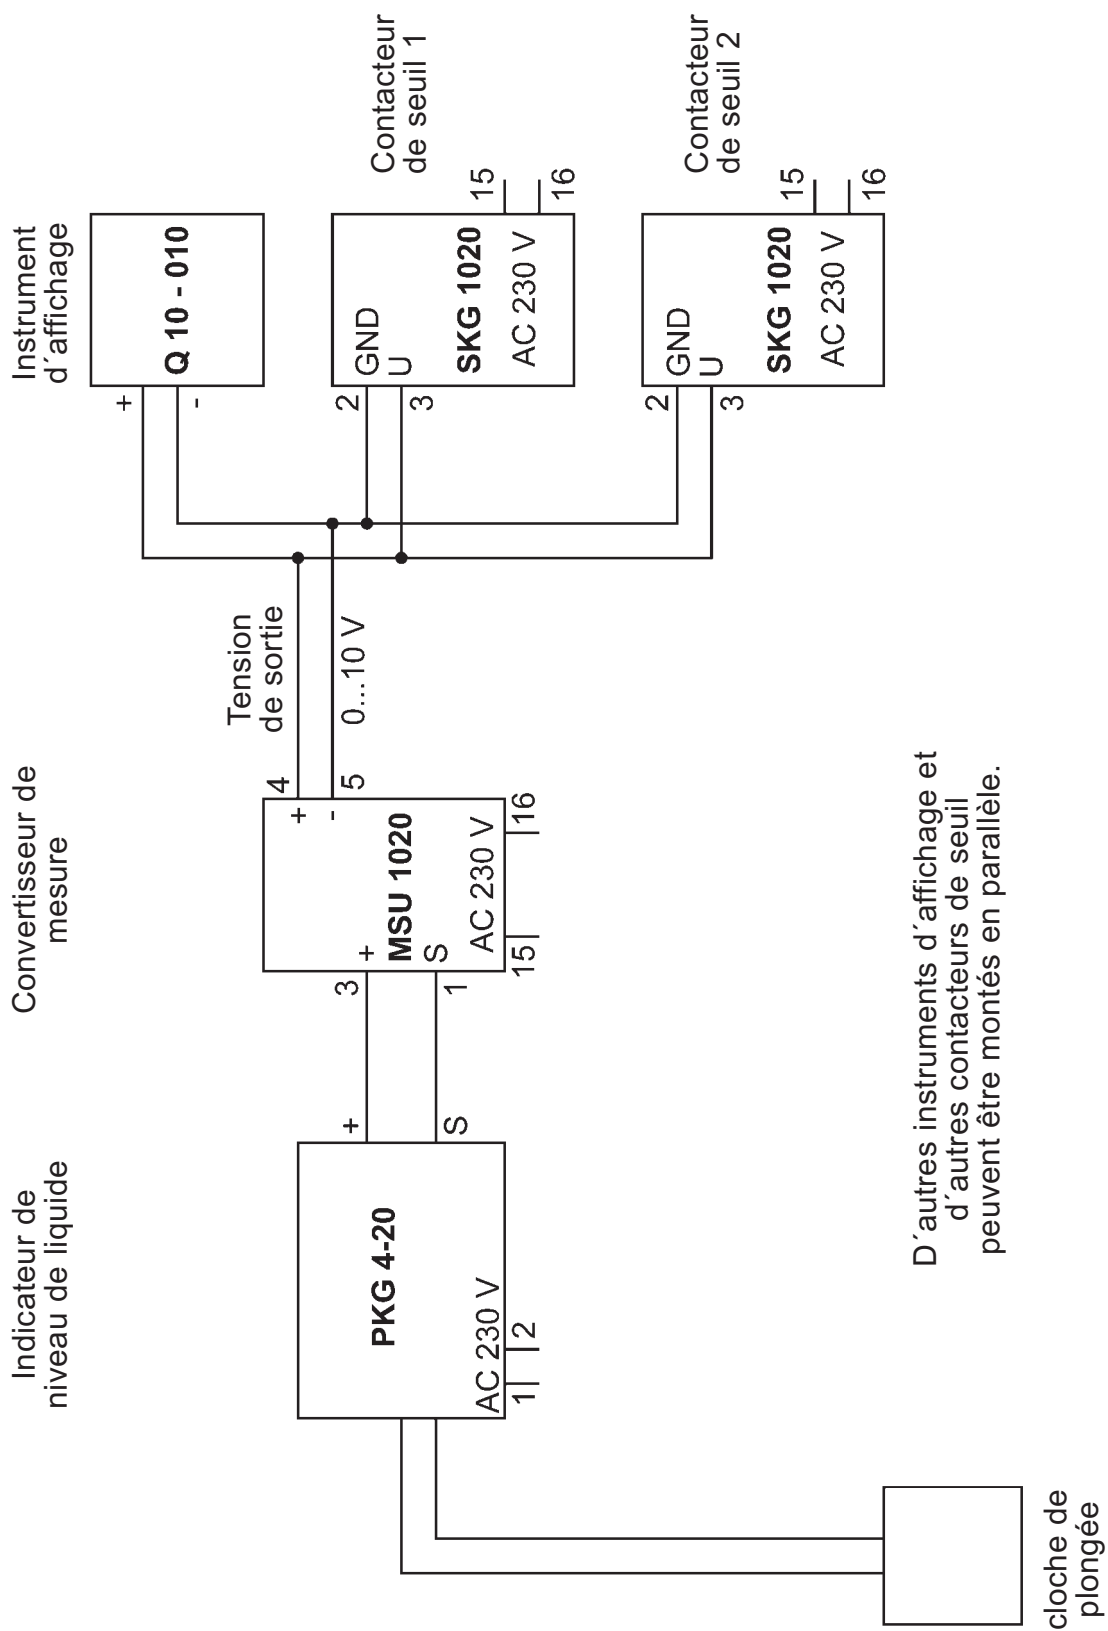 Indicateur de
niveau de liquide
Convertisseur de
mesure
Instrument
d´affichage
PKG 4-20
AC 230 V
1
2
+
S
3
1
+
S
MSU 1020
AC 230 V
15
16
+
-
4
5
Tension
de sortie
0...10 V
+
-
Q 10 - 010
2
3
GND
U
SKG 1020
AC 230 V
15
16
Contacteur
de seuil 1
2
3
GND
U
SKG 1020
AC 230 V
15
16
Contacteur
de seuil 2
cloche de
plongée
D´autres instruments d´affichage et
d´autres contacteurs de seuil
peuvent être montés en parallèle.